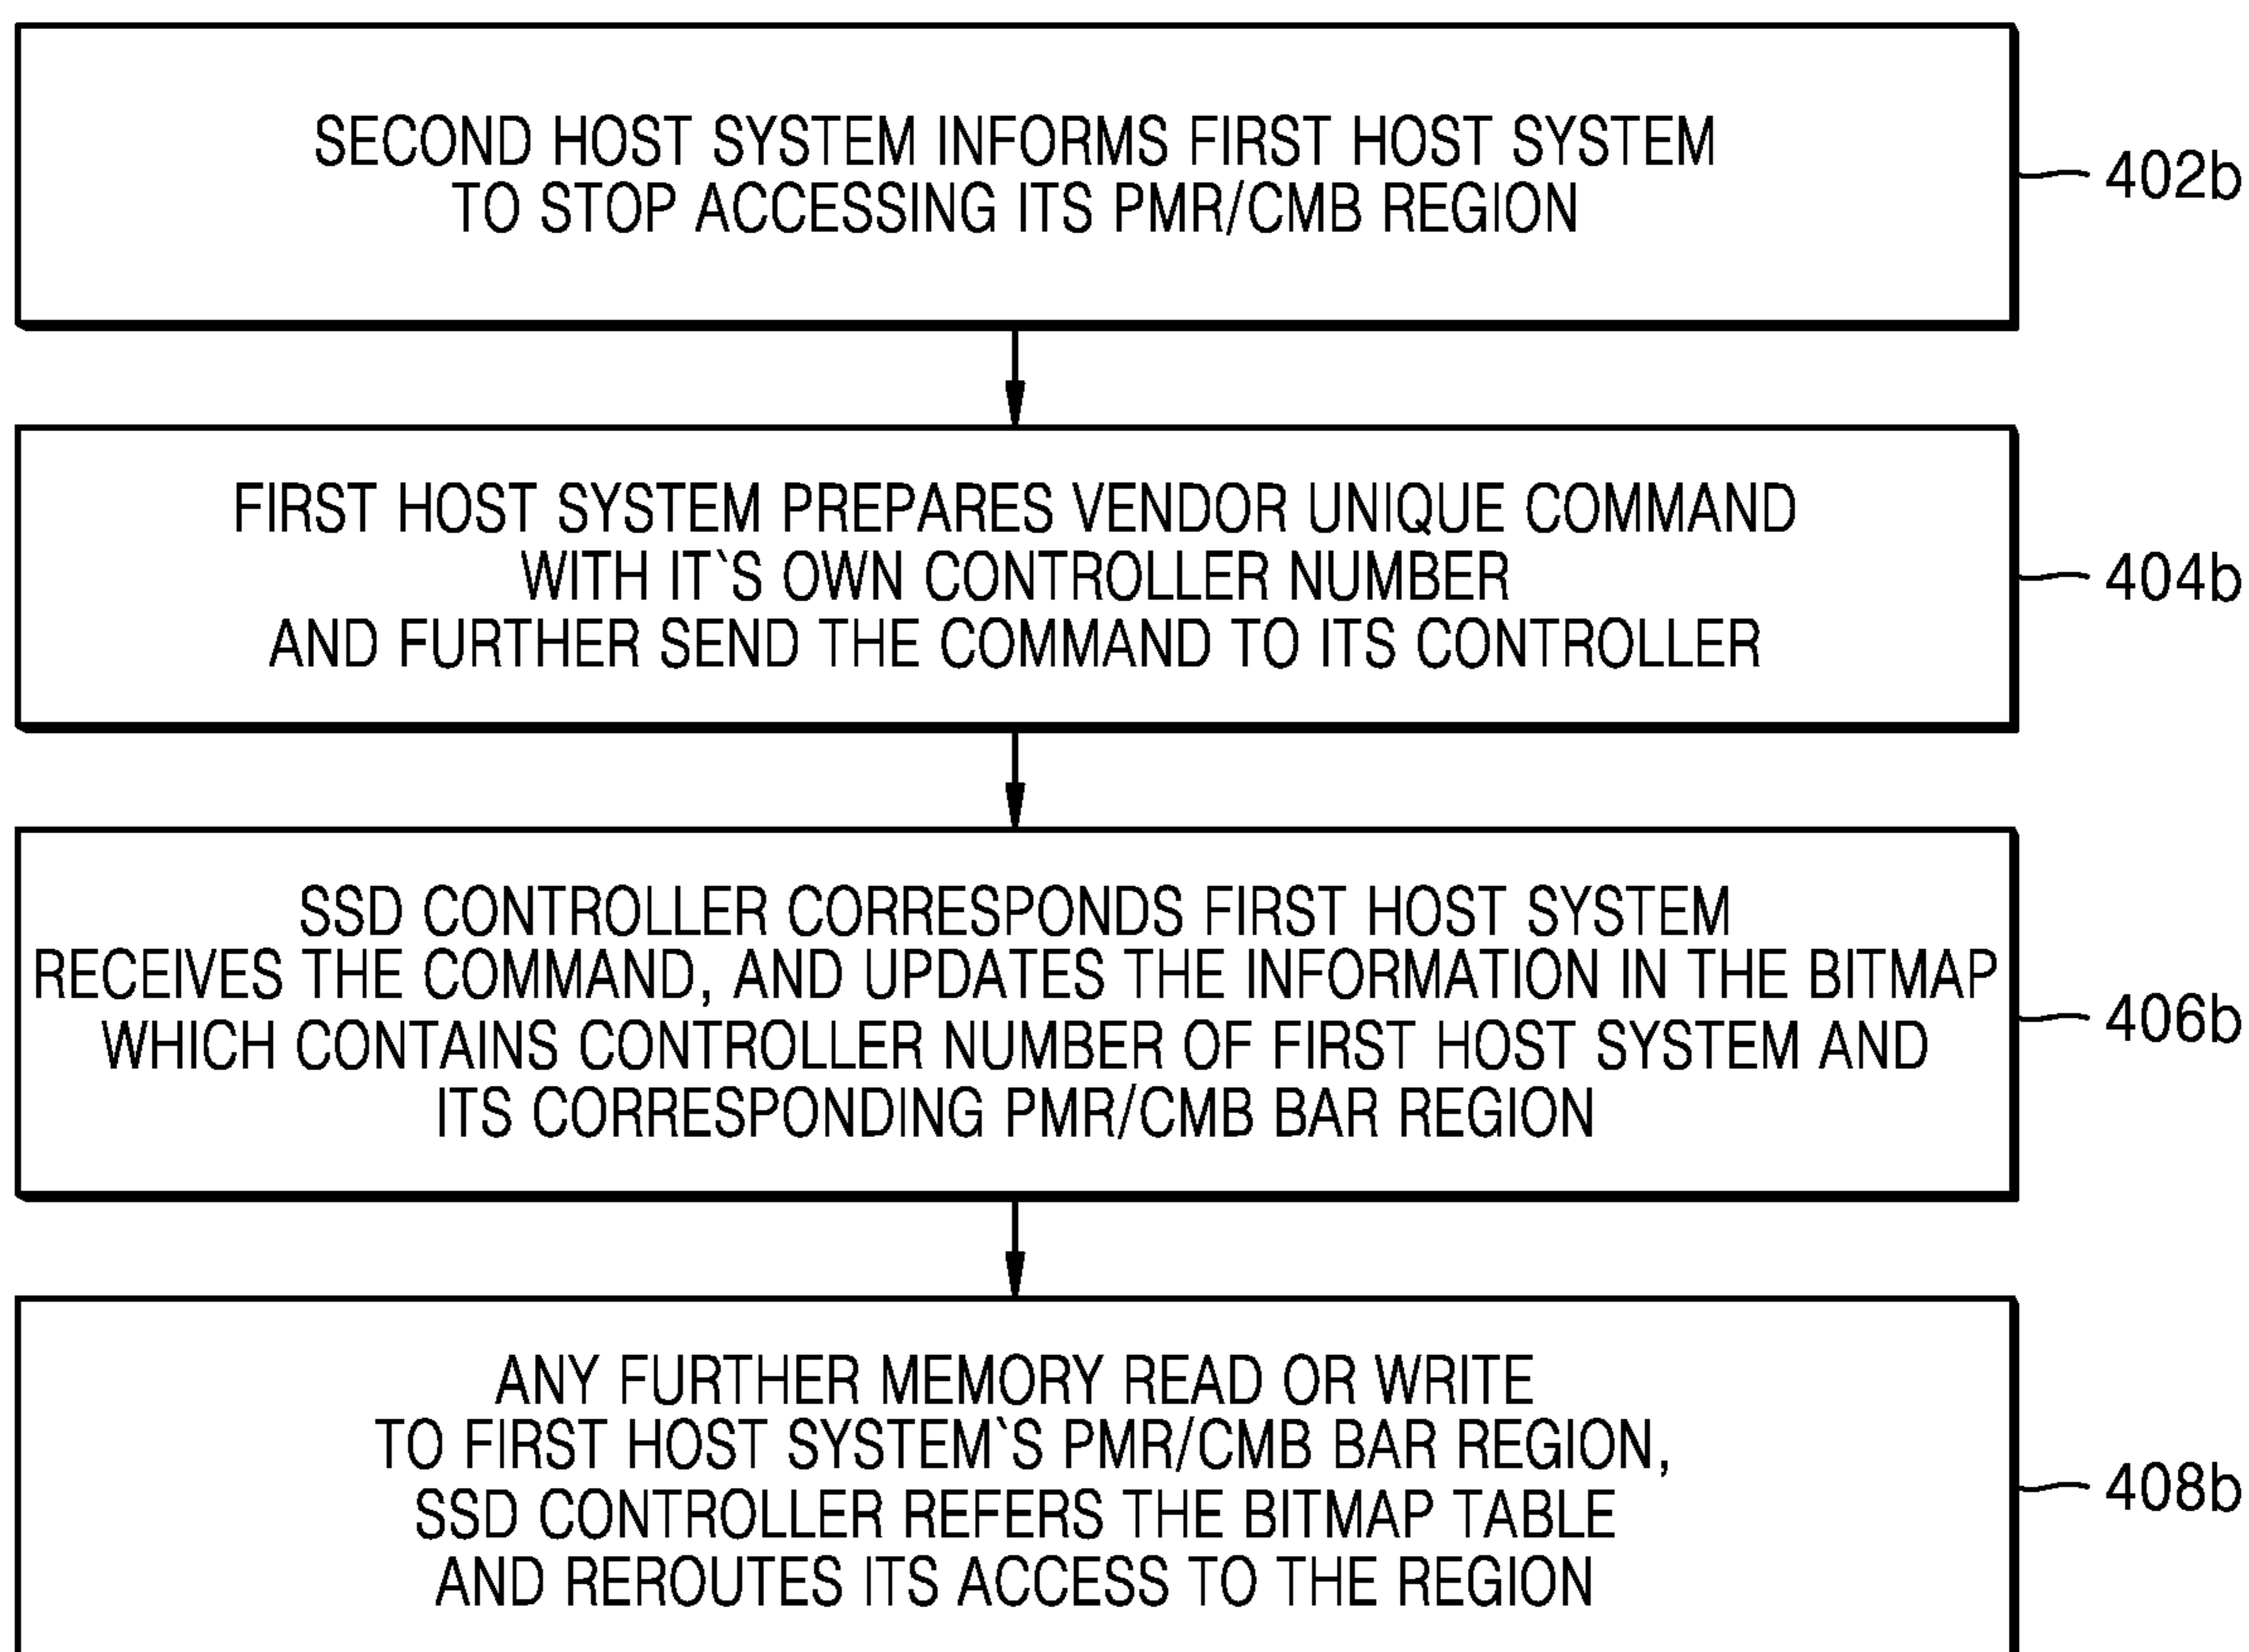 SECOND HOST SYSTEM INFORMS FIRST HOST SYSTEM
TO STOP ACCESSING ITS PMR/CMB REGION
402b
FIRST HOST SYSTEM PREPARES VENDOR UNIQUE COMMAND
WITH IT`S OWN CONTROLLER NUMBER
AND FURTHER SEND THE COMMAND TO ITS CONTROLLER
404b
SSD CONTROLLER CORRESPONDS FIRST HOST SYSTEM
RECEIVES THE COMMAND, AND UPDATES THE INFORMATION IN THE BITMAP
WHICH CONTAINS CONTROLLER NUMBER OF FIRST HOST SYSTEM AND
ITS CORRESPONDING PMR/CMB BAR REGION
406b
ANY FURTHER MEMORY READ OR WRITE
TO FIRST HOST SYSTEM`S PMR/CMB BAR REGION,
SSD CONTROLLER REFERS THE BITMAP TABLE
AND REROUTES ITS ACCESS TO THE REGION
408b